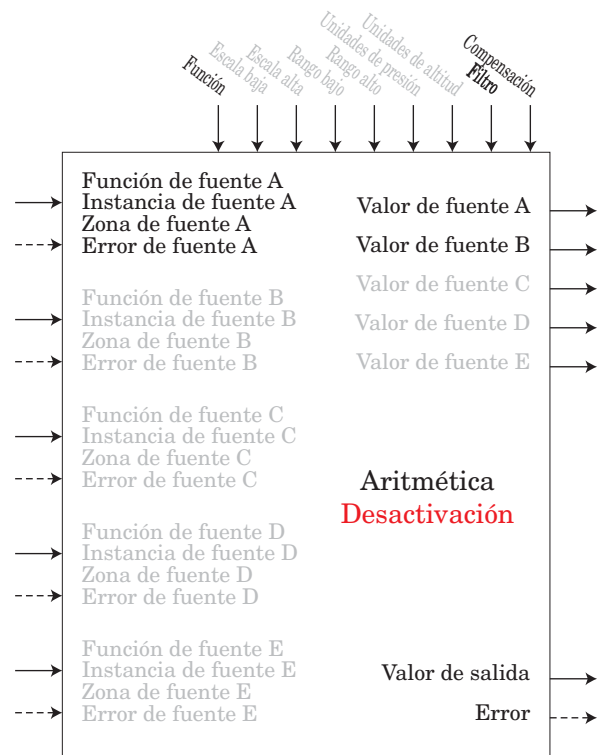 Función
Escala baja
Escala alta
Rango bajo
Rango alto
Unidades de presión
Unidades de altitud
Filtro
Compensación
Función de fuente A
Instancia de fuente A
Zona de fuente A
Error de fuente A
Función de fuente B
Instancia de fuente B
Zona de fuente B
Error de fuente B
Función de fuente C
Instancia de fuente C
Zona de fuente C
Error de fuente C
Función de fuente D
Instancia de fuente D
Zona de fuente D
Error de fuente D
Función de fuente E
Instancia de fuente E
Zona de fuente E
Error de fuente E
Valor de fuente A
Valor de fuente B
Valor de fuente C
Valor de fuente D
Valor de fuente E
Aritmética
Desactivación
Valor de salida
Error